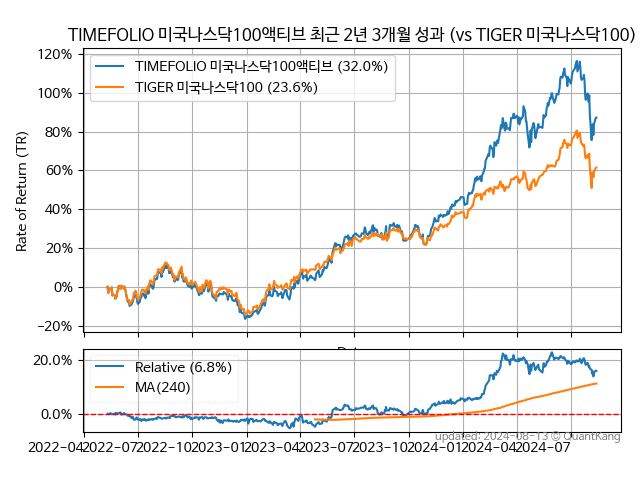 TIMEFOLIO 미국나스닥100액티브 최근 2년 3개월 성과 (vs TIGER 미국나스닥100)
120%
100%
80%
60%
40%
20%
0%
−20%
Rate of Return (TR)
TIMEFOLIO 미국나스닥100액티브 (32.0%)
TIGER 미국나스닥100 (23.6%)
20.0%
0.0%
Relative (6.8%)
MA(240)
updated: 2024-08-13 © QuantKang
2022-04 2022-07 2022-10 2023-01 2023-04 2023-07 2023-10 2024-01 2024-04 2024-07